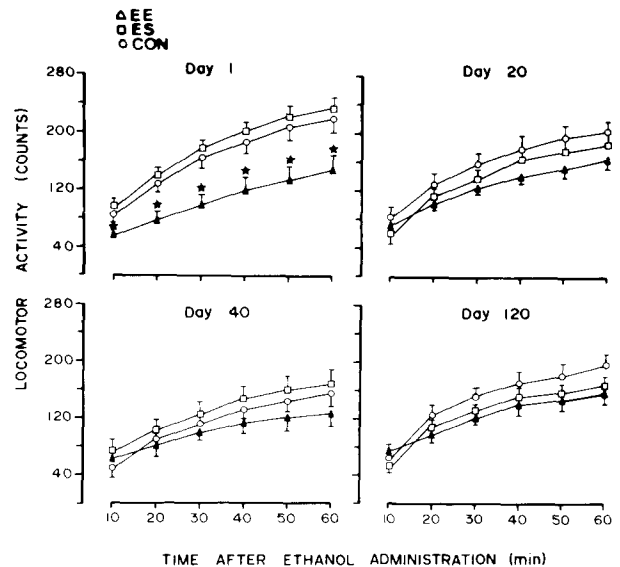 △ EE
□ ES
○ CON
Day 1
Day 20
280
200
120
40
Day 40
Day 120
280
200
120
40
LOCOMOTOR ACTIVITY (COUNTS)
10 20 30 40 50 60
10 20 30 40 50 60
TIME AFTER ETHANOL ADMINISTRATION (min)